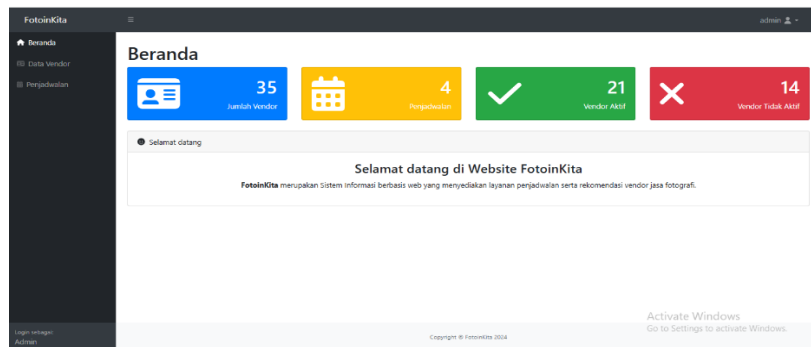 FotoinKita
admin
Beranda
Data Vendor
Penjadwalan
Beranda
35
Jumlah Vendor
4
Penjadwalan
21
Vendor Aktif
14
Vendor Tidak Aktif
Selamat datang
Selamat datang di Website FotoinKita
FotoinKita merupakan Sistem Informasi berbasis web yang menyediakan layanan penjadwalan serta rekomendasi vendor jasa fotografi.
Activate Windows
Go to Settings to activate Windows.
Login sebagai:
Admin
Copyright © FotoinKita 2024